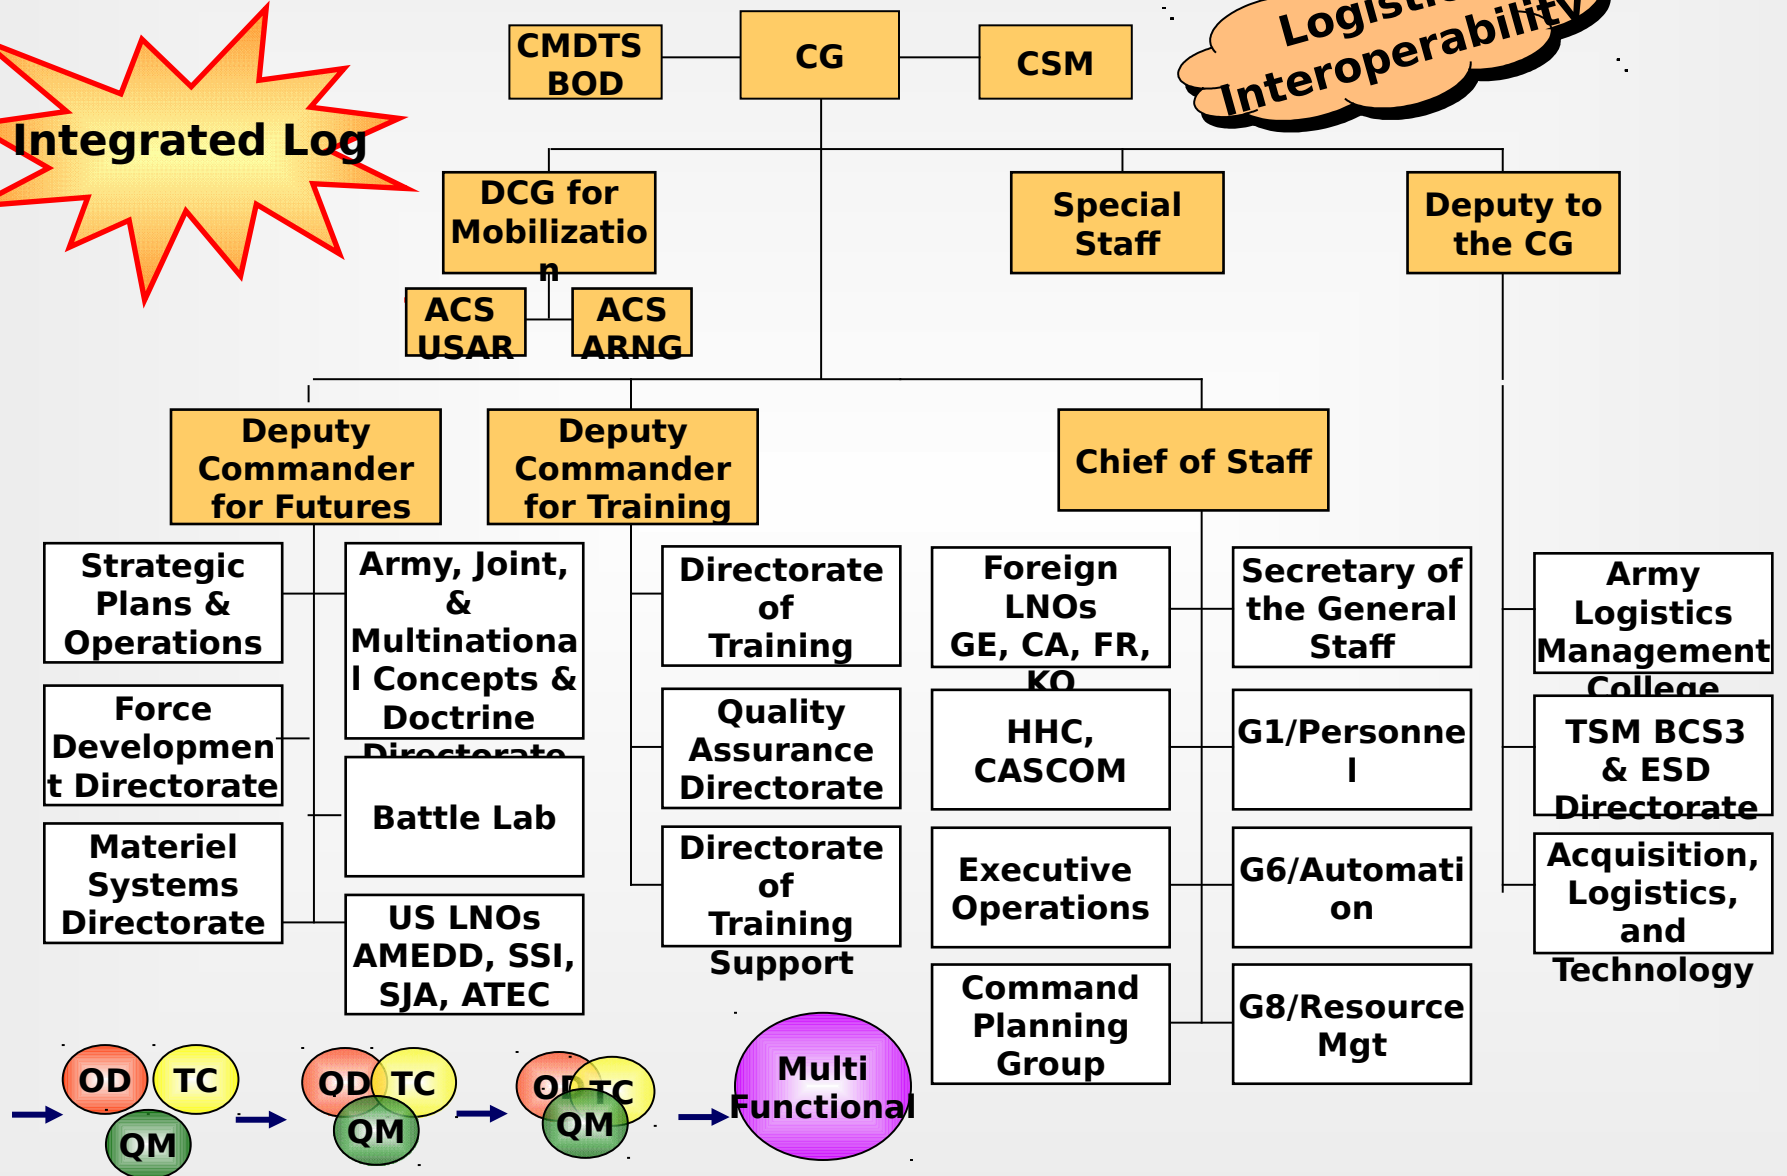 CMDTS
BOD
CG
CSM
Interoperability
Integrated Log
DCG for
Mobilizatio
n
Special
Staff
Deputy to
the CG
ACS
USAR
ACS
ARNG
Deputy
Commander
for Futures
Deputy
Commander
for Training
Chief of Staff
Strategic
Plans &
Operations
Army, Joint,
&
Multinationa
l Concepts &
Doctrine
Directorate
Directorate
of
Training
Foreign
LNOs
GE, CA, FR,
KO
Secretary of
the General
Staff
Army
Logistics
Management
College
Force
Developmen
t Directorate
Quality
Assurance
Directorate
HHC,
CASCOM
G1/Personne
l
TSM BCS3
& ESD
Directorate
Battle Lab
Materiel
Systems
Directorate
Directorate
of
Training
Support
Executive
Operations
G6/Automati
on
Acquisition,
Logistics,
and
Technology
US LNOs
AMEDD, SSI,
SJA, ATEC
Command
Planning
Group
G8/Resource
Mgt
OD
TC
QM
OD
TC
QM
OD
TC
QM
Multi
Functional